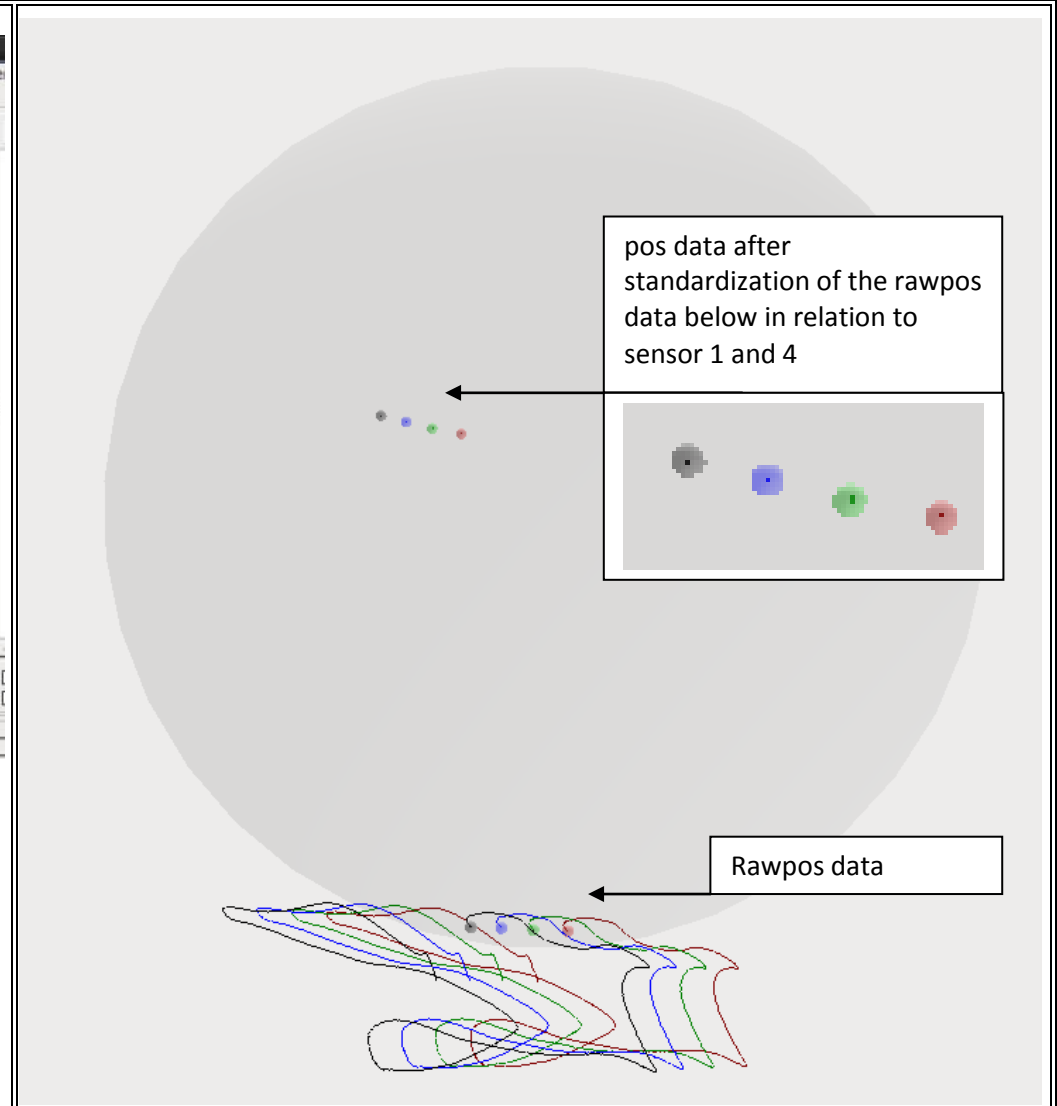 pos data after
standardization of the rawpos
data below in relation to
sensor 1 and 4
Rawpos data